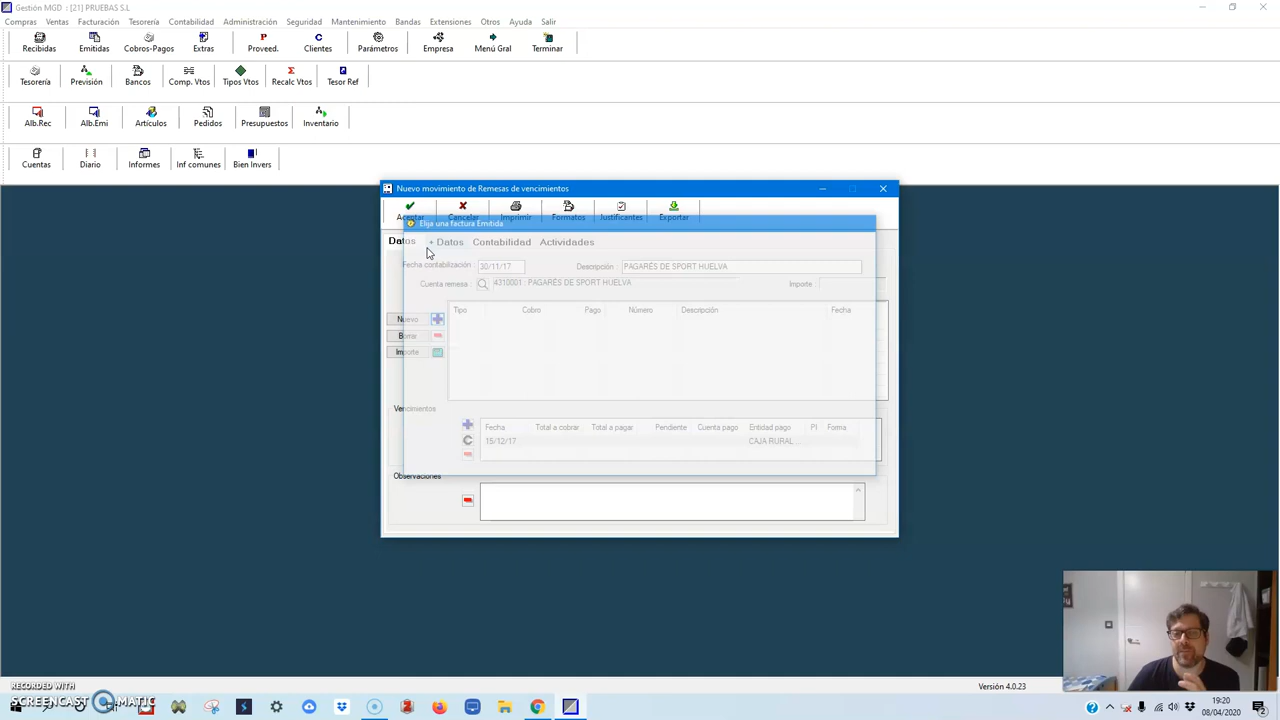 Gestión MGD : [21] PRUEBAS S.L
Compras Ventas Facturación Tesorería Contabilidad Administración Seguridad Mantenimiento Bandas Extensiones Otros Ayuda Salir
Recibidas Emitidas Cobros-Pagos Extras Proveed. Clientes Parámetros Empresa Menú Gral Terminar
Tesorería Previsión Bancos Comp. Vtos Tipos Vtos Recalc Vtos Tesor Ref
Alb.Rec Alb.Emi Artículos Pedidos Presupuestos Inventario
Cuentas Diario Informes Inf comunes Bien Invers
Nuevo movimiento de Remesas de vencimientos
Aceptar Cancelar Imprimir Formatos Justificantes Exportar
Elija una factura Emitida
Datos + Datos Contabilidad Actividades
Fecha contabilización : 30/11/17 Descripción : PAGARÉS DE SPORT HUELVA
Cuenta remesa : 4310001 : PAGARÉS DE SPORT HUELVA Importe :
Tipo Cobro Pago Número Descripción Fecha
Nuevo
Borrar
Importe
Vencimientos
Fecha Total a cobrar Total a pagar Pendiente Cuenta pago Entidad pago Pl Forma
15/12/17 CAJA RURAL ...
Observaciones
Versión 4.0.23
RECORDED WITH
SCREENCAST MATIC
19:20
08/04/2020